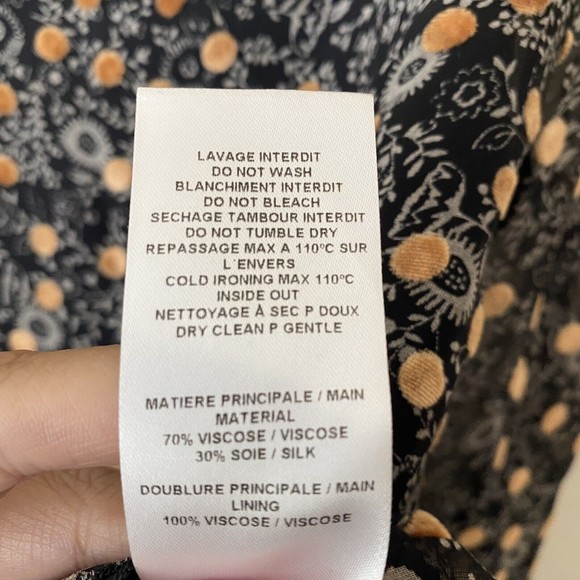 LAVAGE INTERDIT
DO NOT WASH
BLANCHIMENT INTERDIT
DO NOT BLEACH
SECHAGE TAMBOUR INTERDIT
DO NOT TUMBLE DRY
REPASSAGE MAX A 110°C SUR
L'ENVERS
COLD IRONING MAX 110°C
INSIDE OUT
NETTOYAGE À SEC P DOUX
DRY CLEAN P GENTLE
MATIERE PRINCIPALE / MAIN
MATERIAL
70% VISCOSE / VISCOSE
30% SOIE / SILK
DOUBLURE PRINCIPALE / MAIN
LINING
100% VISCOSE / VISCOSE